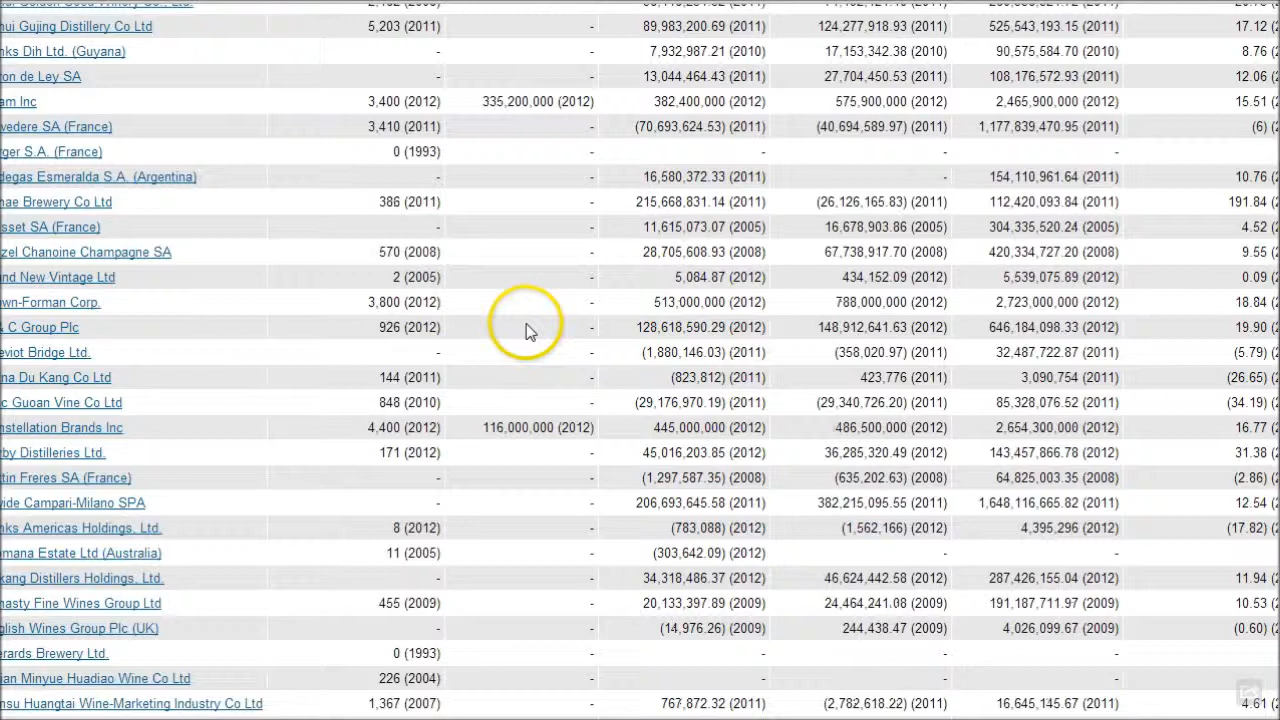 5,203 (2011) - 89,983,200.69 (2011) 124,277,918.93 (2011) 525,543,193.15 (2011) 17.12
hui Gujing Distillery Co Ltd
nks Dih Ltd. (Guyana) - - 7,932,987.21 (2010) 17,153,342.38 (2010) 90,575,584.70 (2010) 8.76
ron de Ley SA - - 13,044,464.43 (2011) 27,704,450.53 (2011) 108,176,572.93 (2011) 12.06
am Inc 3,400 (2012) 335,200,000 (2012) 382,400,000 (2012) 575,900,000 (2012) 2,465,900,000 (2012) 15.51
vedere SA (France) 3,410 (2011) - (70,693,624.53) (2011) (40,694,589.97) (2011) 1,177,839,470.95 (2011) (6)
ger S.A. (France) 0 (1993) - - - -
degas Esmeralda S.A. (Argentina) - - 16,580,372.33 (2011) - 154,110,961.64 (2011) 10.76
hae Brewery Co Ltd 386 (2011) - 215,668,831.14 (2011) (26,126,165.83) (2011) 112,420,093.84 (2011) 191.84
sset SA (France) - - 11,615,073.07 (2005) 16,678,903.86 (2005) 304,335,520.24 (2005) 4.52
zel Chanoine Champagne SA 570 (2008) - 28,705,608.93 (2008) 67,738,917.70 (2008) 420,334,727.20 (2008) 9.55
nd New Vintage Ltd 2 (2005) - 5,084.87 (2012) 434,152.09 (2012) 5,539,075.89 (2012) 0.09
wn-Forman Corp. 3,800 (2012) - 513,000,000 (2012) 788,000,000 (2012) 2,723,000,000 (2012) 18.84
& C Group Plc 926 (2012) - 128,618,599.29 (2012) 148,912,641.63 (2012) 646,184,098.33 (2012) 19.90
eviot Bridge Ltd. - - (1,880,146.03) (2011) (358,020.97) (2011) 32,487,722.87 (2011) (5.79)
na Du Kang Co Ltd 144 (2011) - (823,912) (2011) 423,776 (2011) 3,090,754 (2011) (26.65)
c Guoan Vine Co Ltd 848 (2010) - (29,176,970.19) (2011) (29,340,726.20) (2011) 85,328,076.52 (2011) (34.19)
nstellation Brands Inc 4,400 (2012) 116,000,000 (2012) 445,000,000 (2012) 486,500,000 (2012) 2,654,300,000 (2012) 16.77
by Distilleries Ltd. 171 (2012) - 45,016,203.85 (2012) 36,285,320.49 (2012) 143,457,866.78 (2012) 31.38
tin Freres SA (France) - - (1,297,587.35) (2008) (635,202.63) (2008) 64,825,003.35 (2008) (2.86)
vide Campari-Milano SPA - - 206,693,645.58 (2011) 382,215,095.55 (2011) 1,648,116,665.82 (2011) 12.54
nks Americas Holdings, Ltd. 8 (2012) - (783,088) (2012) (1,562,166) (2012) 4,395,296 (2012) (17.82)
omana Estate Ltd (Australia) 11 (2005) - (303,642.09) (2012) - -
kang Distillers Holdings, Ltd. - - 34,318,486.37 (2012) 46,624,442.58 (2012) 287,426,155.04 (2012) 11.94
nasty Fine Wines Group Ltd 455 (2009) - 20,133,397.89 (2009) 24,464,241.08 (2009) 191,187,711.97 (2009) 10.53
glish Wines Group Plc (UK) - - (14,976.26) (2009) 244,438.47 (2009) 4,026,099.67 (2009) (0.60)
erards Brewery Ltd. 0 (1993) - - - -
ian Minyue Huadiao Wine Co Ltd 226 (2004) - - - -
nsu Huangtai Wine-Marketing Industry Co Ltd 1,367 (2007) - 767,872.32 (2011) (2,782,618.22) (2011) 16,645,145.67 (2011) 4.61